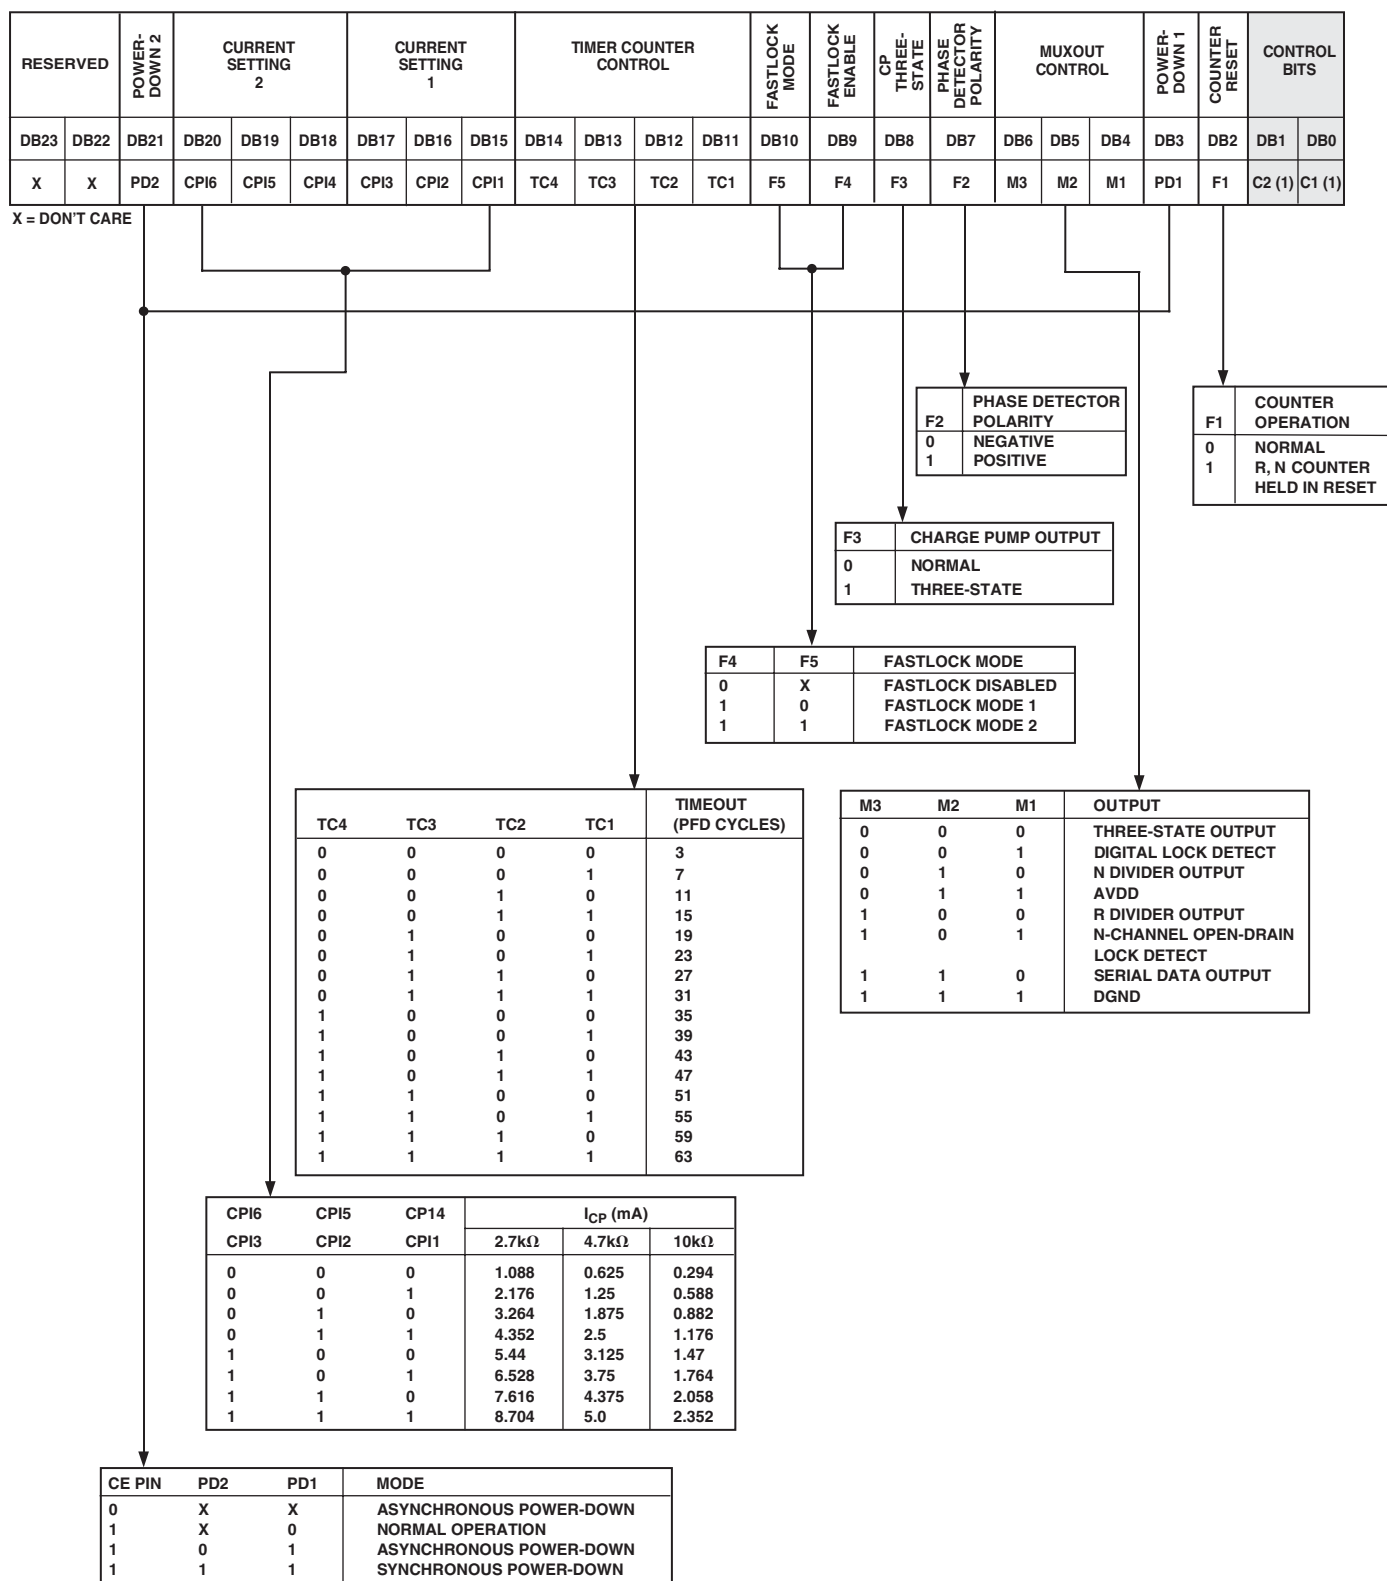 RESERVED
POWER-
DOWN 2
CURRENT
SETTING
2
CURRENT
SETTING
1
TIMER COUNTER
CONTROL
FASTLOCK
MODE
FASTLOCK
ENABLE
CP
THREE-
STATE
PHASE
DETECTOR
POLARITY
MUXOUT
CONTROL
POWER-
DOWN 1
COUNTER
RESET
CONTROL
BITS
DB23 DB22 DB21 DB20 DB19 DB18 DB17 DB16 DB15 DB14 DB13 DB12 DB11 DB10 DB9 DB8 DB7 DB6 DB5 DB4 DB3 DB2 DB1 DB0
X X PD2 CPI6 CPI5 CPI4 CPI3 CPI2 CPI1 TC4 TC3 TC2 TC1 F5 F4 F3 F2 M3 M2 M1 PD1 F1 C2 (1) C1 (1)
X = DON'T CARE
PHASE DETECTOR
F2 POLARITY
0 NEGATIVE
1 POSITIVE
COUNTER
F1 OPERATION
0 NORMAL
1 R, N COUNTER
HELD IN RESET
F3 CHARGE PUMP OUTPUT
0 NORMAL
1 THREE-STATE
F4 F5 FASTLOCK MODE
0 X FASTLOCK DISABLED
1 0 FASTLOCK MODE 1
1 1 FASTLOCK MODE 2
TIMEOUT
TC4 TC3 TC2 TC1 (PFD CYCLES)
0 0 0 0 3
0 0 0 1 7
0 0 1 0 11
0 0 1 1 15
0 1 0 0 19
0 1 0 1 23
0 1 1 0 27
0 1 1 1 31
1 0 0 0 35
1 0 0 1 39
1 0 1 0 43
1 0 1 1 47
1 1 0 0 51
1 1 0 1 55
1 1 1 0 59
1 1 1 1 63
M3 M2 M1 OUTPUT
0 0 0 THREE-STATE OUTPUT
0 0 1 DIGITAL LOCK DETECT
0 1 0 N DIVIDER OUTPUT
0 1 1 AVDD
1 0 0 R DIVIDER OUTPUT
1 0 1 N-CHANNEL OPEN-DRAIN
LOCK DETECT
1 1 0 SERIAL DATA OUTPUT
1 1 1 DGND
CPI6 CPI5 CP14 ICP (mA)
CPI3 CPI2 CPI1 2.7kΩ 4.7kΩ 10kΩ
0 0 0 1.088 0.625 0.294
0 0 1 2.176 1.25 0.588
0 1 0 3.264 1.875 0.882
0 1 1 4.352 2.5 1.176
1 0 0 5.44 3.125 1.47
1 0 1 6.528 3.75 1.764
1 1 0 7.616 4.375 2.058
1 1 1 8.704 5.0 2.352
CE PIN PD2 PD1 MODE
0 X X ASYNCHRONOUS POWER-DOWN
1 X 0 NORMAL OPERATION
1 0 1 ASYNCHRONOUS POWER-DOWN
1 1 1 SYNCHRONOUS POWER-DOWN